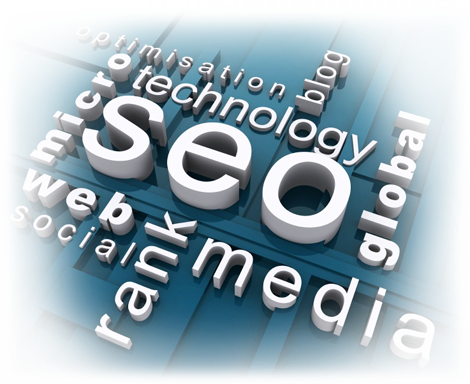 optimisation
blog
micro
technology
seo
global
web
social
rank
media